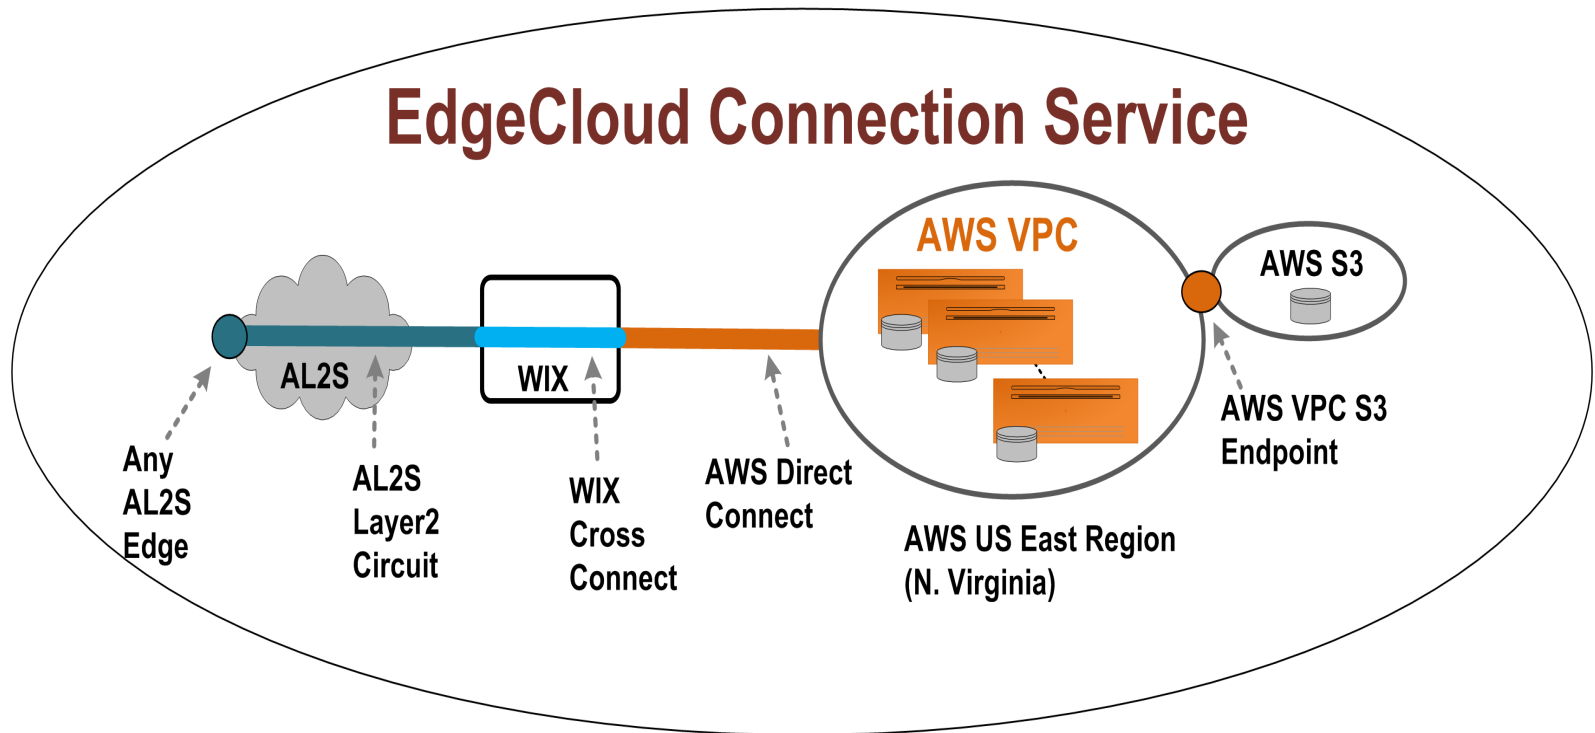 EdgeCloud Connection Service
AWS VPC
AWS S3
AL2S
WIX
Any
AL2S
Edge
AL2S
Layer2
Circuit
WIX
Cross
Connect
AWS Direct
Connect
AWS US East Region
(N. Virginia)
AWS VPC S3
Endpoint